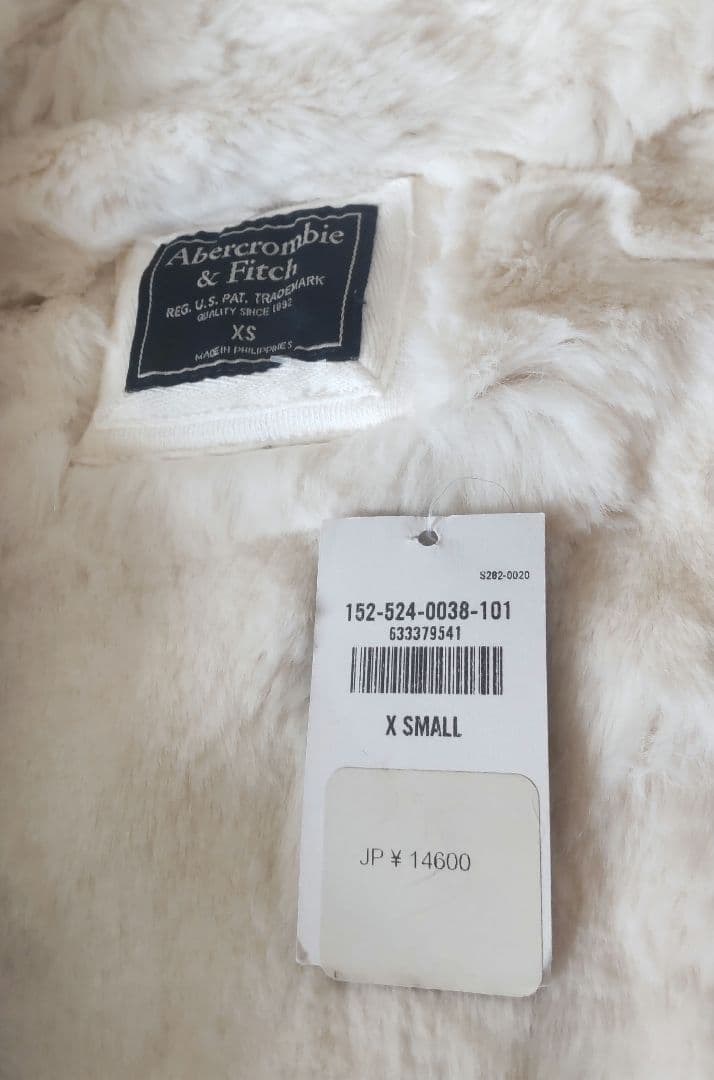 Abercrombie
& Fitch
REG. U.S. PAT. TRADEMARK
QUALITY SINCE 1892
XS
MADE IN PHILIPPINES
S282-0020
152-524-0038-101
633379541
X SMALL
JP ¥ 14600